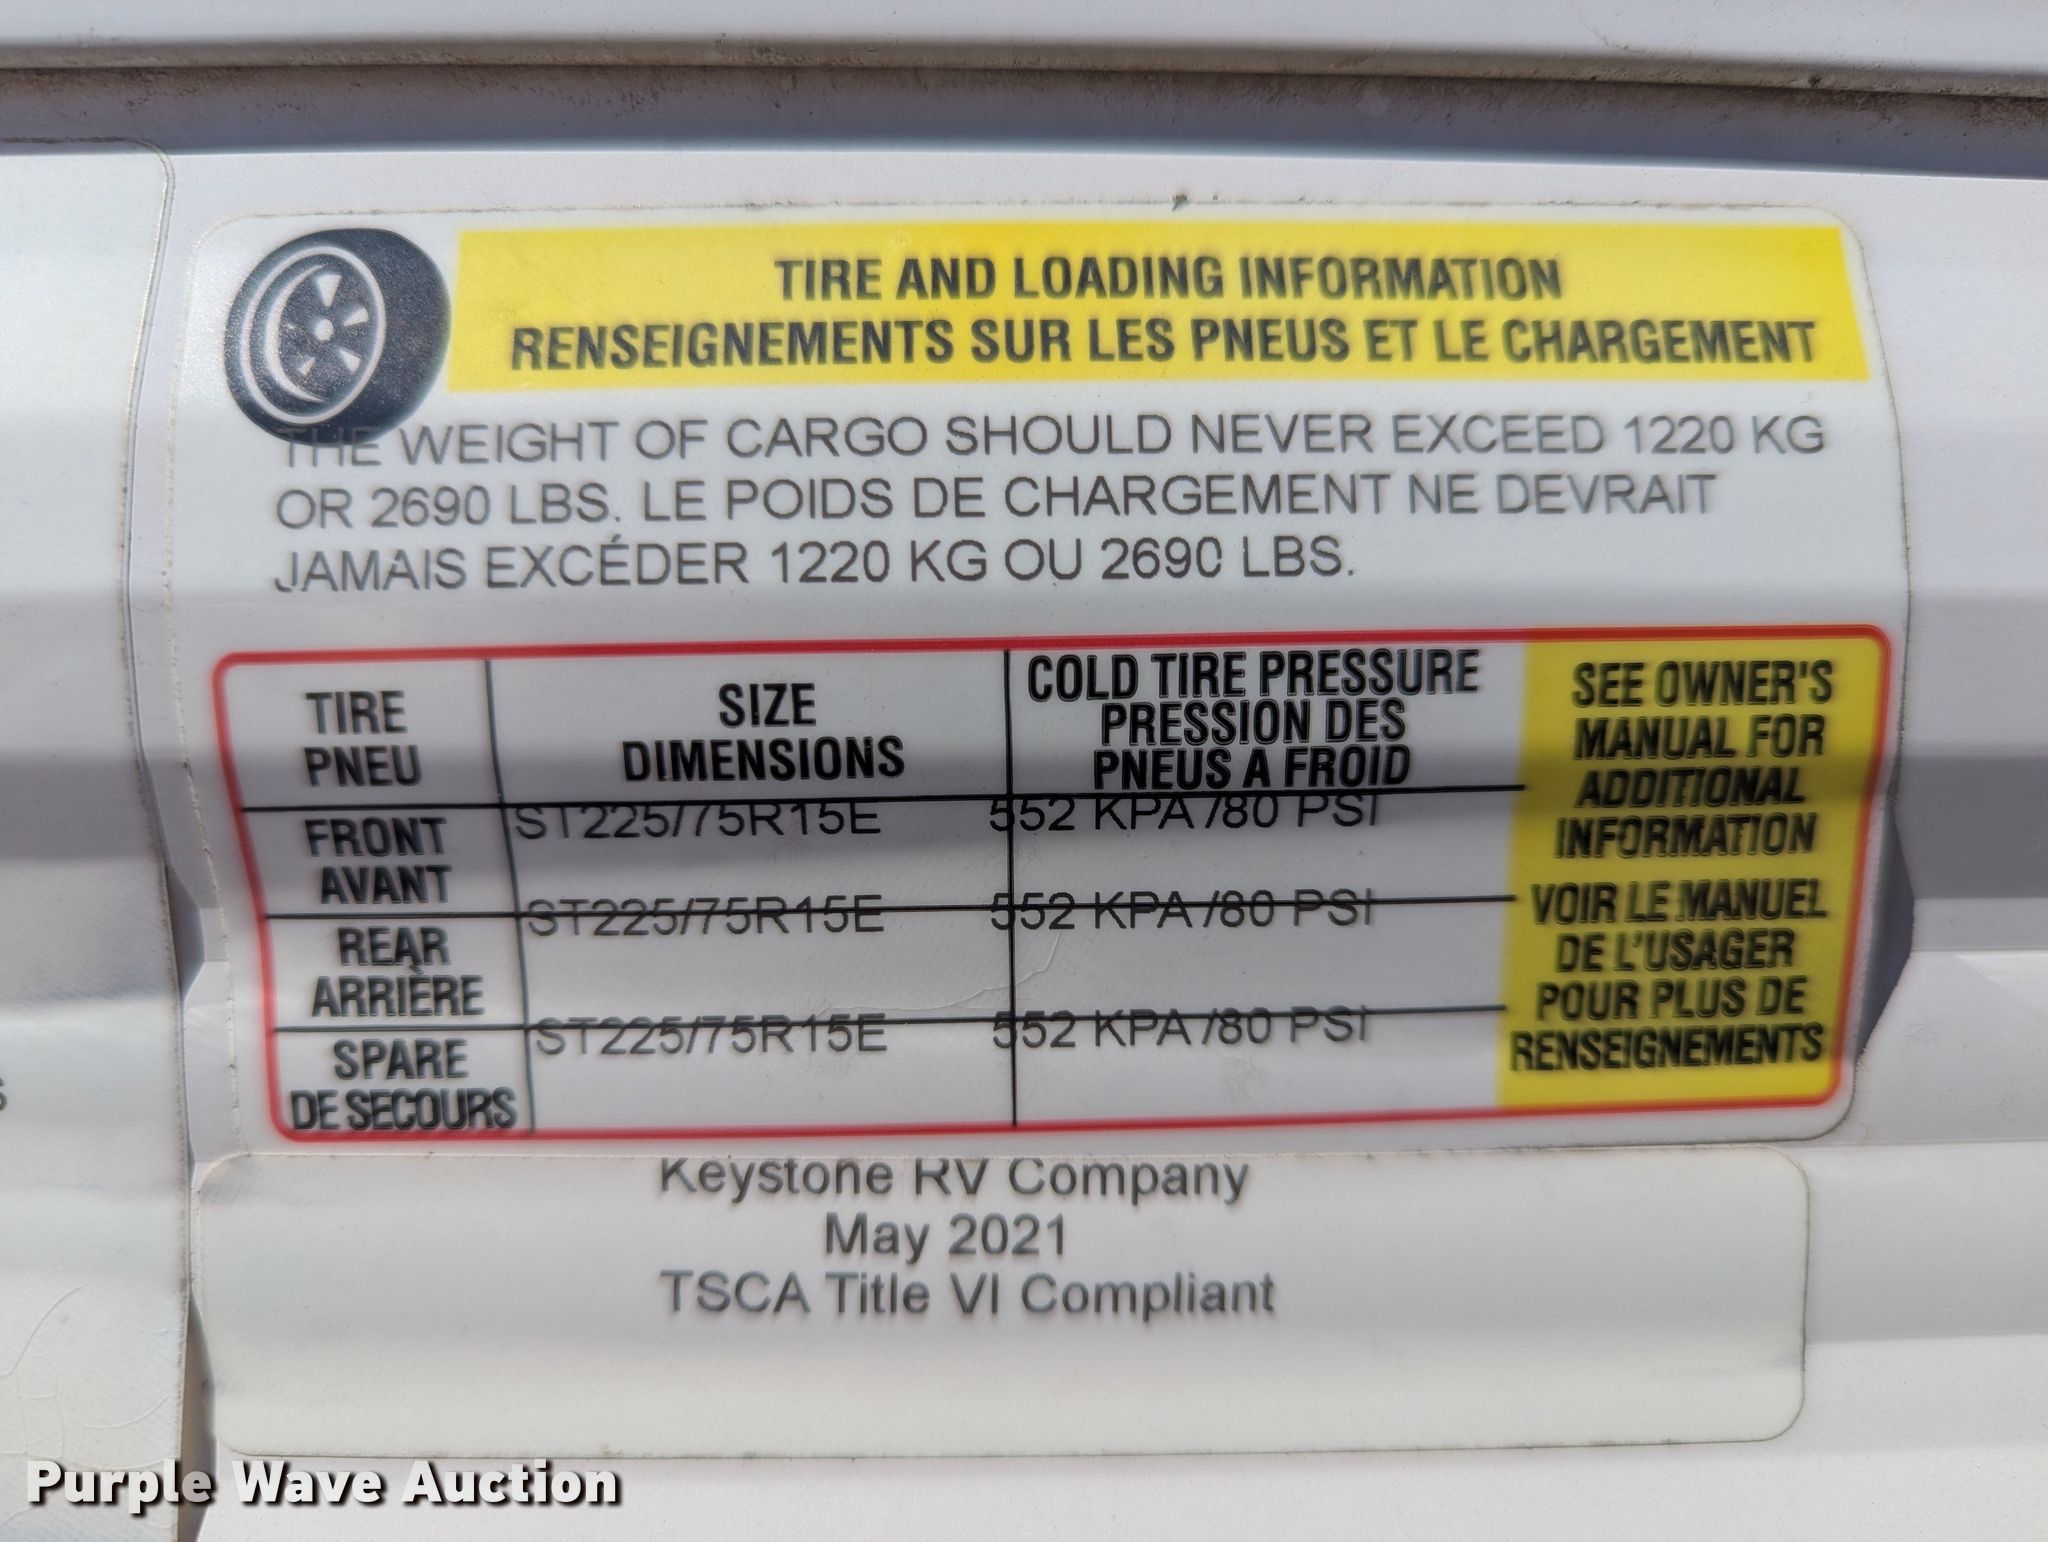 TIRE AND LOADING INFORMATION
RENSEIGNEMENTS SUR LES PNEUS ET LE CHARGEMENT
THE WEIGHT OF CARGO SHOULD NEVER EXCEED 1220 KG
OR 2690 LBS. LE POIDS DE CHARGEMENT NE DEVRAIT
JAMAIS EXCÉDER 1220 KG OU 2690 LBS.
TIRE
PNEU
SIZE
DIMENSIONS
COLD TIRE PRESSURE
PRESSION DES
PNEUS A FROID
FRONT
AVANT
ST225/75R15E
552 KPA /80 PSI
REAR
ARRIÈRE
ST225/75R15E
552 KPA /80 PSI
SPARE
DE SECOURS
ST225/75R15E
552 KPA /80 PSI
SEE OWNER'S
MANUAL FOR
ADDITIONAL
INFORMATION
VOIR LE MANUEL
DE L'USAGER
POUR PLUS DE
RENSEIGNEMENTS
Keystone RV Company
May 2021
TSCA Title VI Compliant
Purple Wave Auction